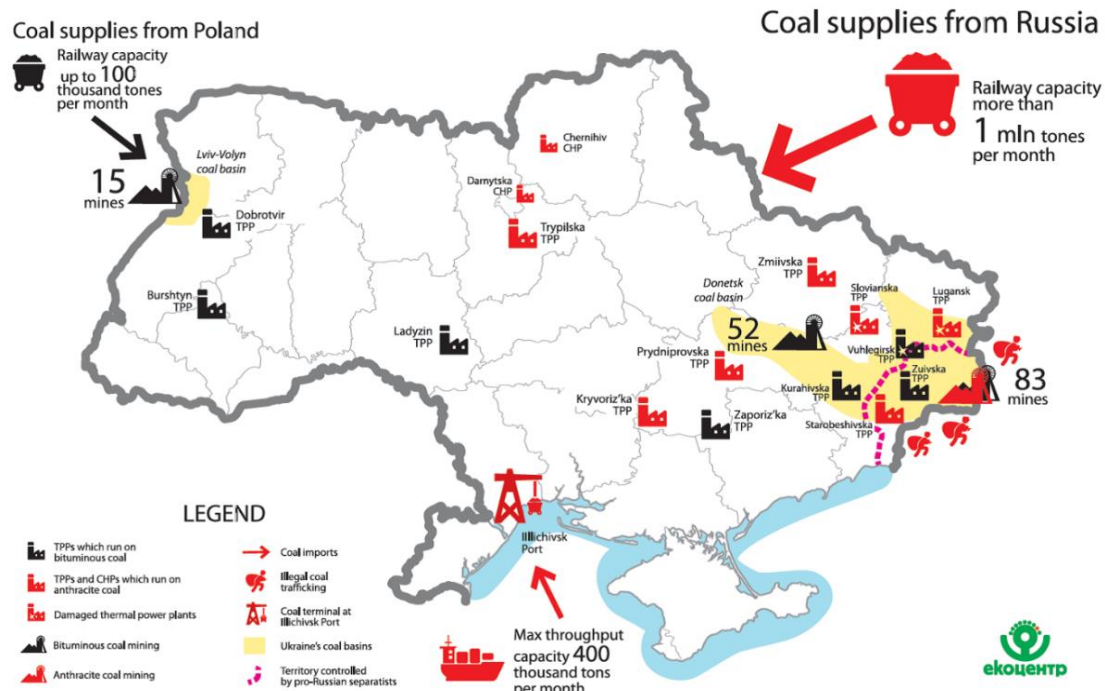 Coal supplies from Poland
Railway capacity
up to 100
thousand tones
per month
Coal supplies from Russia
Railway capacity
more than
1 mln tones
per month
Lviv-Volyn
coal basin
15
mines
Dobrotvir
TPP
Burshtyn
TPP
Ladyzin
TPP
Chernihiv
CHP
Darnytska
CHP
Trypilska
TPP
Zmiivska
TPP
Slovianska
TPP
Lugansk
TPP
Donetsk
coal basin
52
mines
Vuhlegirsk
TPP
Prydniprovska
TPP
Zuivska
TPP
Kurahivska
TPP
83
mines
Kryvoriz'ka
TPP
Zaporiz'ka
TPP
Starobeshivska
TPP
Illlichivsk
Port
Max throughput
capacity 400
thousand tons
per month
LEGEND
TPPs which run on
bituminous coal
TPPs and CHPs which run on
anthracite coal
Damaged thermal power plants
Bituminous coal mining
Anthracite coal mining
Coal imports
Illegal coal
trafficking
Coal terminal at
Illichivsk Port
Ukraine's coal basins
Territory controlled
by pro-Russian separatists
екоцентр